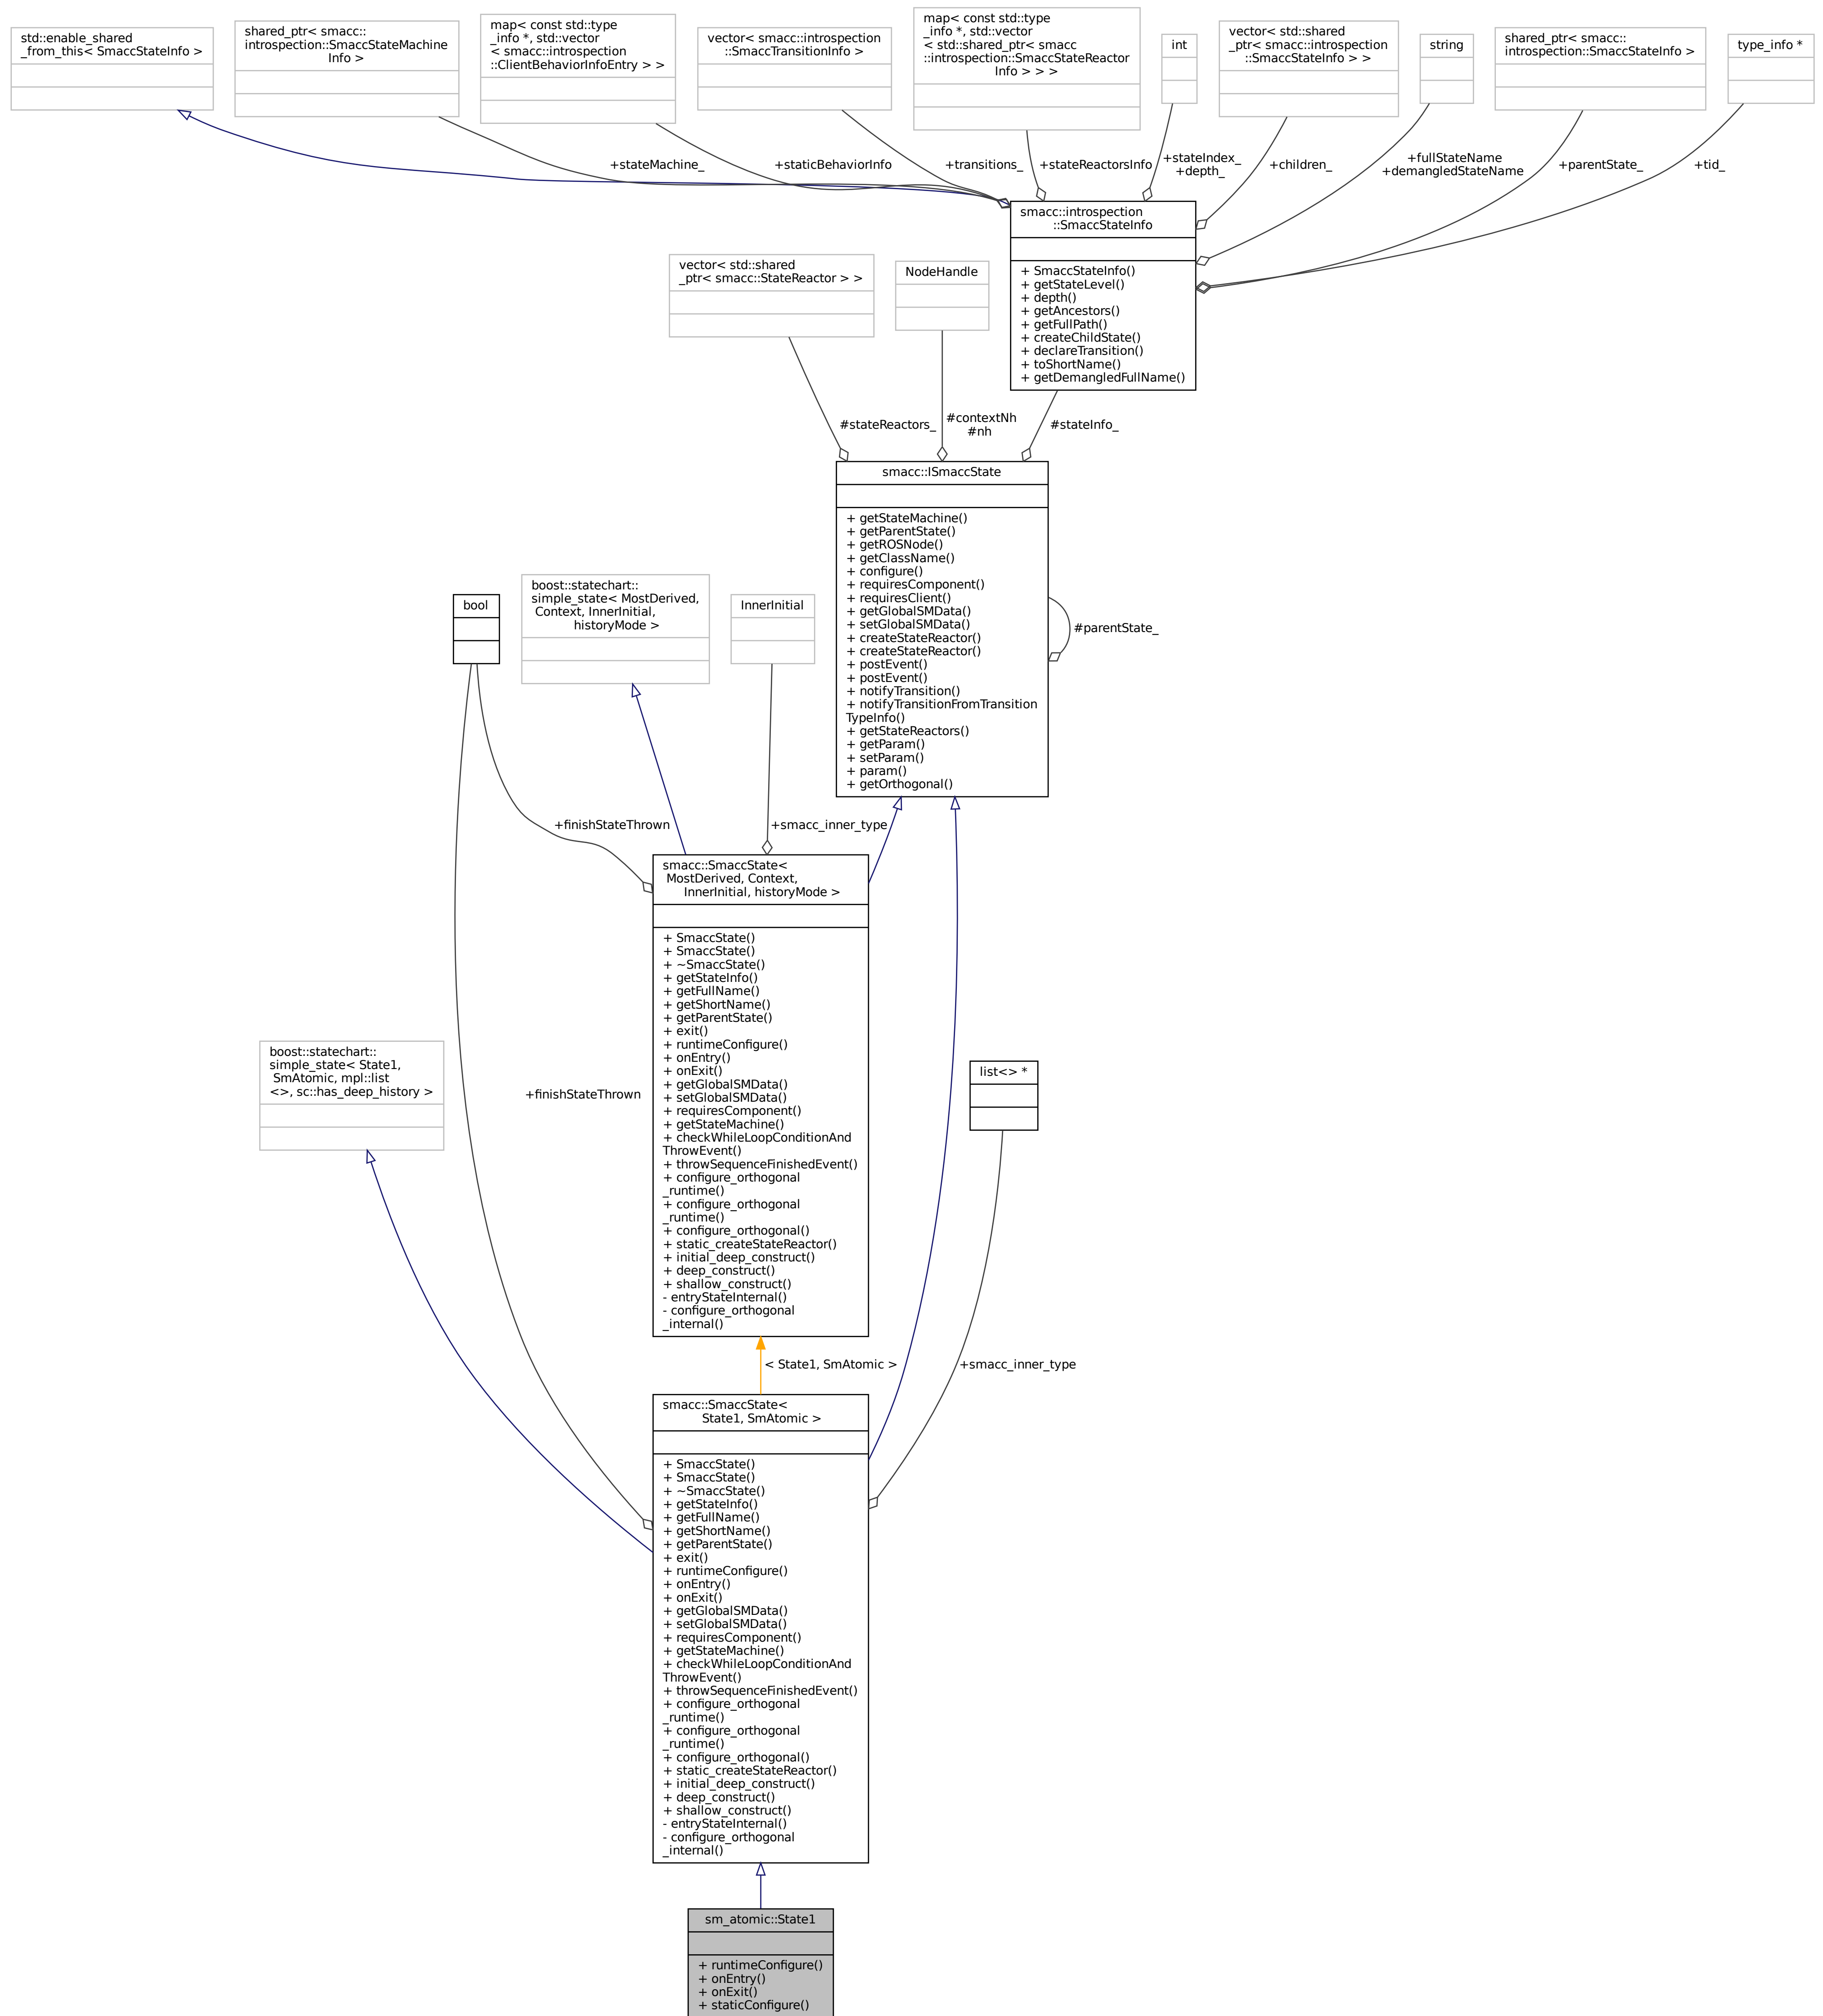 std::enable_shared
_from_this< SmaccStateInfo >
shared_ptr< smacc::
introspection::SmaccStateMachine
Info >
map< const std::type
_info *, std::vector
< smacc::introspection
::ClientBehaviorInfoEntry > >
vector< smacc::introspection
::SmaccTransitionInfo >
map< const std::type
_info *, std::vector
< std::shared_ptr< smacc
::introspection::SmaccStateReactor
Info > > >
int
vector< std::shared
_ptr< smacc::introspection
::SmaccStateInfo > >
string
shared_ptr< smacc::
introspection::SmaccStateInfo >
type_info *
+stateMachine_
+staticBehaviorInfo
+transitions_
+stateReactorsInfo
+stateIndex_
+depth_
+children_
+fullStateName
+demangledStateName
+parentState_
+tid_
smacc::introspection
::SmaccStateInfo
+ SmaccStateInfo()
+ getStateLevel()
+ depth()
+ getAncestors()
+ getFullPath()
+ createChildState()
+ declareTransition()
+ toShortName()
+ getDemangledFullName()
vector< std::shared
_ptr< smacc::StateReactor > >
NodeHandle
#stateReactors_
#contextNh
#nh
#stateInfo_
smacc::ISmaccState
+ getStateMachine()
+ getParentState()
+ getROSNode()
+ getClassName()
+ configure()
+ requiresComponent()
+ requiresClient()
+ getGlobalSMData()
+ setGlobalSMData()
+ createStateReactor()
+ createStateReactor()
+ postEvent()
+ postEvent()
+ notifyTransition()
+ notifyTransitionFromTransition
TypeInfo()
+ getStateReactors()
+ getParam()
+ setParam()
+ param()
+ getOrthogonal()
#parentState_
bool
boost::statechart::
simple_state< MostDerived,
Context, InnerInitial,
historyMode >
InnerInitial
+finishStateThrown
+smacc_inner_type
smacc::SmaccState<
MostDerived, Context,
InnerInitial, historyMode >
+ SmaccState()
+ SmaccState()
+ ~SmaccState()
+ getStateInfo()
+ getFullName()
+ getShortName()
+ getParentState()
+ exit()
+ runtimeConfigure()
+ onEntry()
+ onExit()
+ getGlobalSMData()
+ setGlobalSMData()
+ requiresComponent()
+ getStateMachine()
+ checkWhileLoopConditionAnd
ThrowEvent()
+ throwSequenceFinishedEvent()
+ configure_orthogonal
_runtime()
+ configure_orthogonal
_runtime()
+ configure_orthogonal()
+ static_createStateReactor()
+ initial_deep_construct()
+ deep_construct()
+ shallow_construct()
- entryStateInternal()
- configure_orthogonal
_internal()
boost::statechart::
simple_state< State1,
SmAtomic, mpl::list
<>, sc::has_deep_history >
+finishStateThrown
list<> *
< State1, SmAtomic >
+smacc_inner_type
smacc::SmaccState<
State1, SmAtomic >
+ SmaccState()
+ SmaccState()
+ ~SmaccState()
+ getStateInfo()
+ getFullName()
+ getShortName()
+ getParentState()
+ exit()
+ runtimeConfigure()
+ onEntry()
+ onExit()
+ getGlobalSMData()
+ setGlobalSMData()
+ requiresComponent()
+ getStateMachine()
+ checkWhileLoopConditionAnd
ThrowEvent()
+ throwSequenceFinishedEvent()
+ configure_orthogonal
_runtime()
+ configure_orthogonal
_runtime()
+ configure_orthogonal()
+ static_createStateReactor()
+ initial_deep_construct()
+ deep_construct()
+ shallow_construct()
- entryStateInternal()
- configure_orthogonal
_internal()
sm_atomic::State1
+ runtimeConfigure()
+ onEntry()
+ onExit()
+ staticConfigure()